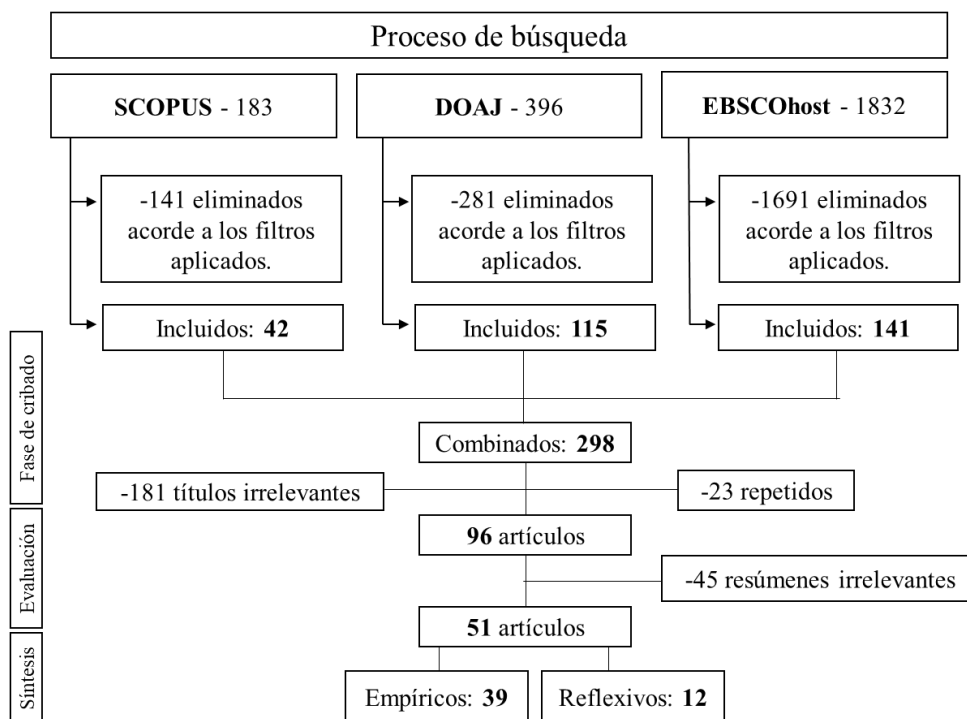 Proceso de búsqueda
SCOPUS - 183
DOAJ - 396
EBSCOhost - 1832
-141 eliminados
acorde a los filtros
aplicados.
-281 eliminados
acorde a los filtros
aplicados.
-1691 eliminados
acorde a los filtros
aplicados.
Incluidos: 42
Incluidos: 115
Incluidos: 141
Fase de cribado
Combinados: 298
-181 títulos irrelevantes
-23 repetidos
Evaluación
96 artículos
-45 resúmenes irrelevantes
51 artículos
Síntesis
Empíricos: 39
Reflexivos: 12